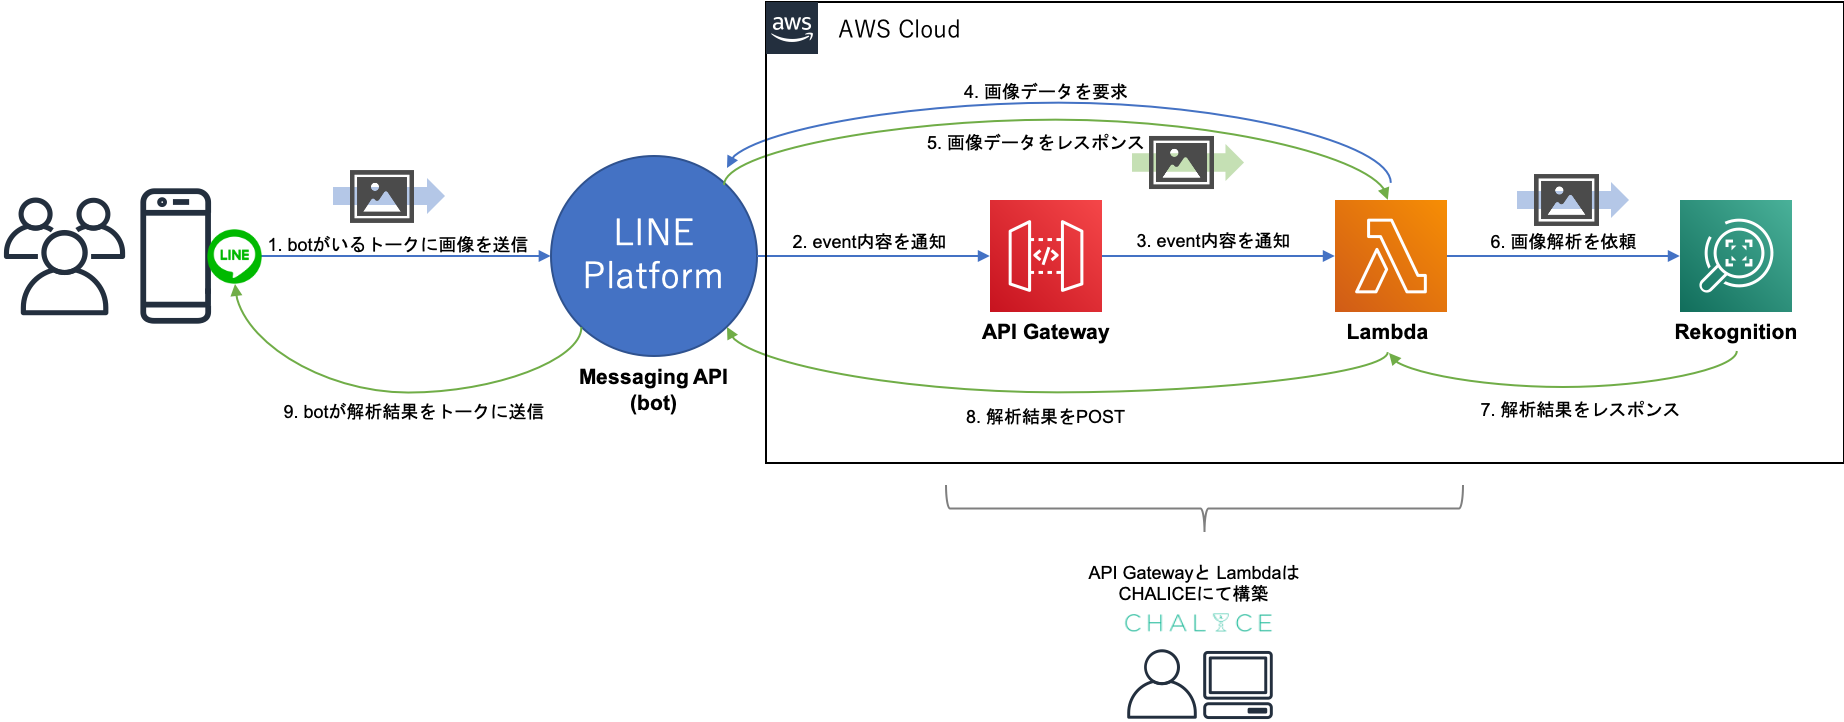 aws
AWS Cloud
4. 画像データを要求
5. 画像データをレスポンス
1. botがいるトークに画像を送信
LINE
LINE
Platform
2. event内容を通知
3. event内容を通知
6. 画像解析を依頼
</>
API Gateway
Lambda
Rekognition
Messaging API
(bot)
9. botが解析結果をトークに送信
8. 解析結果をPOST
7. 解析結果をレスポンス
API Gatewayと Lambdaは
CHALICEにて構築
CHALICE